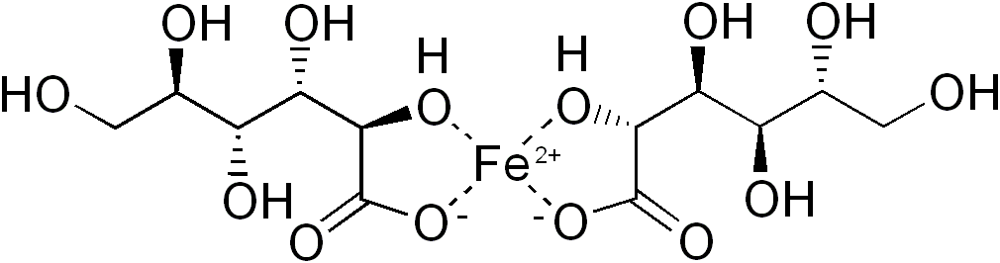 OH OH OH OH
H H
HO O O OH
Fe2+
OH OH
O O- -O O